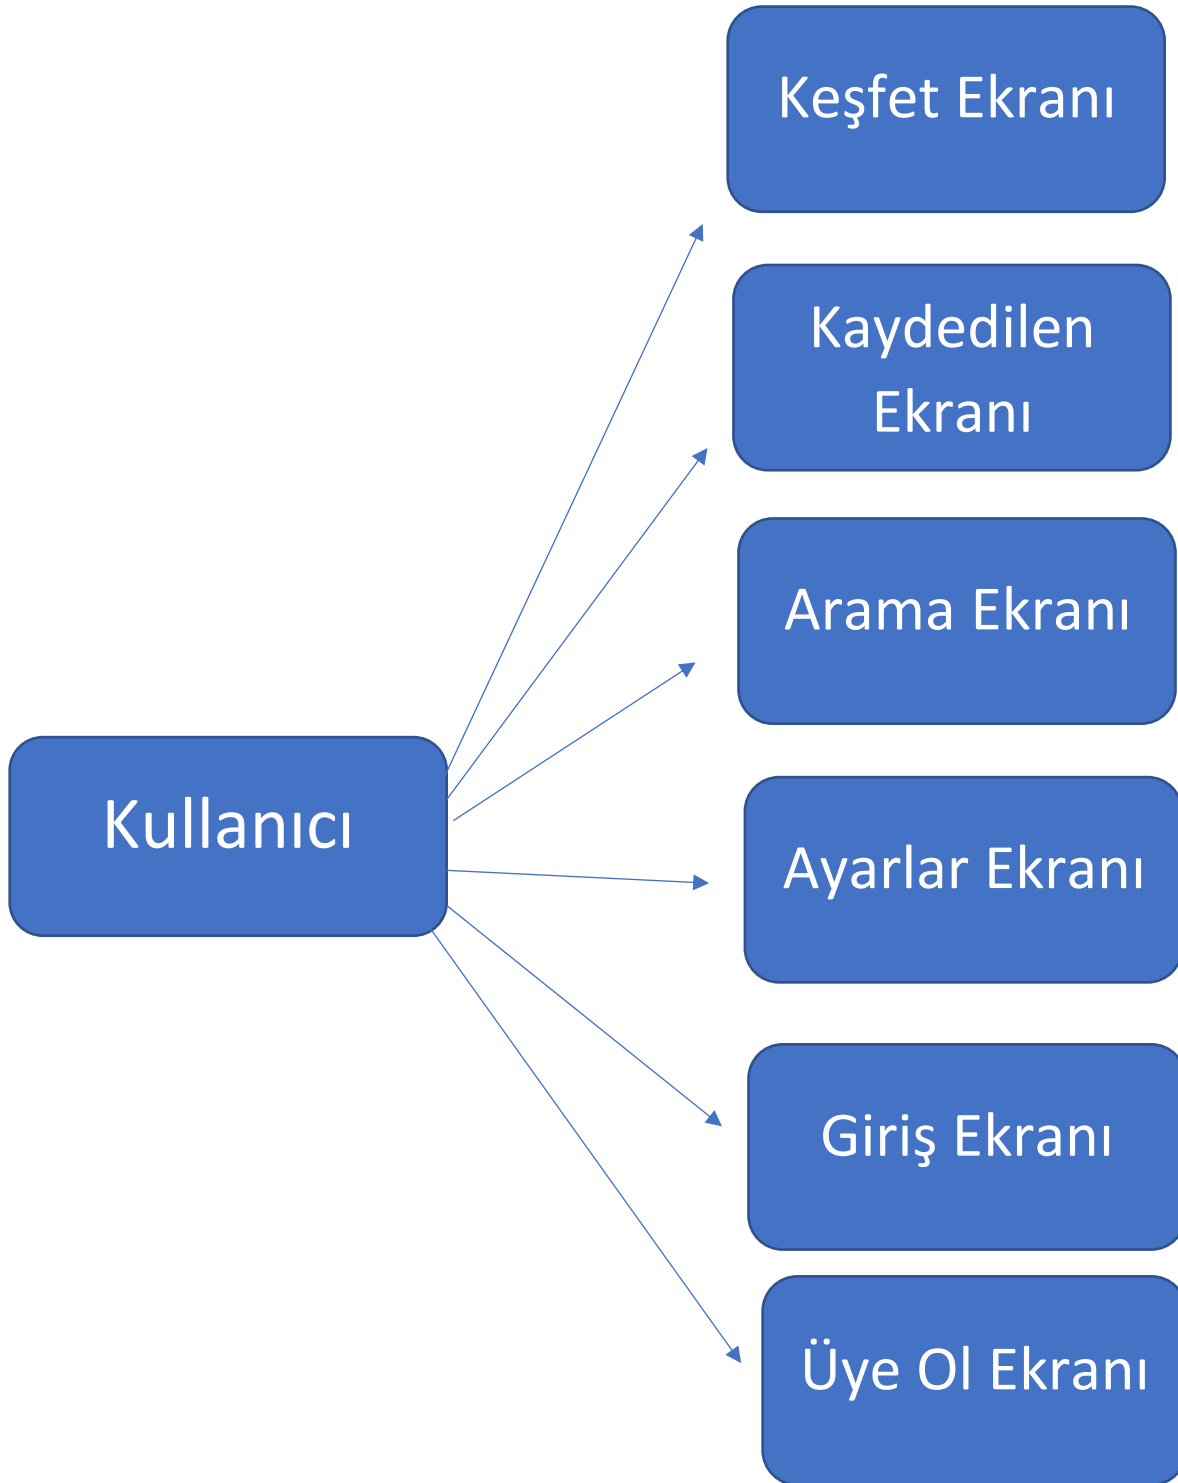 Keşfet Ekranı
Kaydedilen
Ekranı
Arama Ekranı
Kullanıcı
Ayarlar Ekranı
Giriş Ekranı
Üye Ol Ekranı